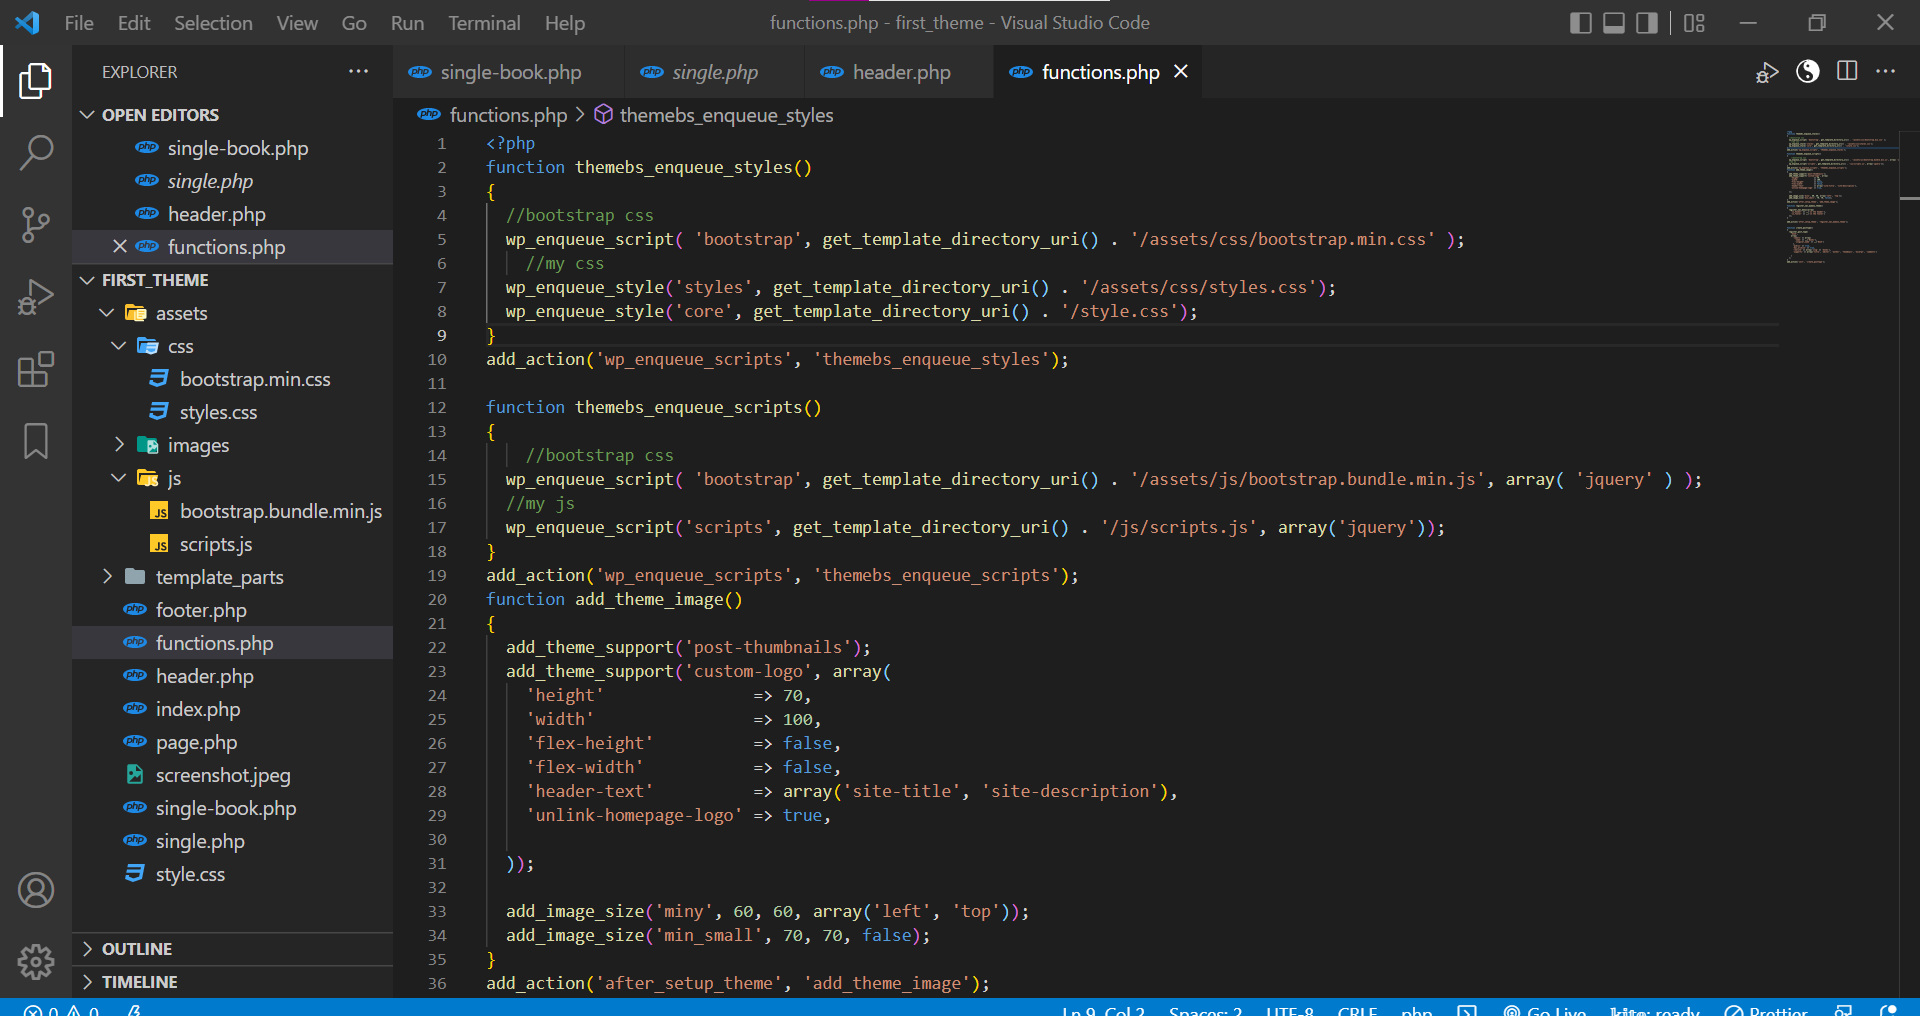 File Edit Selection View Go Run Terminal Help
functions.php - first_theme - Visual Studio Code
EXPLORER
OPEN EDITORS
single-book.php
single.php
header.php
functions.php
FIRST_THEME
assets
css
bootstrap.min.css
styles.css
images
js
bootstrap.bundle.min.js
scripts.js
template_parts
footer.php
functions.php
header.php
index.php
page.php
screenshot.jpeg
single-book.php
single.php
style.css
OUTLINE
TIMELINE
single-book.php single.php header.php functions.php
functions.php > themebs_enqueue_styles
1 <?php
2 function themebs_enqueue_styles()
3 {
4 //bootstrap css
5 wp_enqueue_script( 'bootstrap', get_template_directory_uri() . '/assets/css/bootstrap.min.css' );
6 //my css
7 wp_enqueue_style('styles', get_template_directory_uri() . '/assets/css/styles.css');
8 wp_enqueue_style('core', get_template_directory_uri() . '/style.css');
9 }
10 add_action('wp_enqueue_scripts', 'themebs_enqueue_styles');
11
12 function themebs_enqueue_scripts()
13 {
14 //bootstrap css
15 wp_enqueue_script( 'bootstrap', get_template_directory_uri() . '/assets/js/bootstrap.bundle.min.js', array( 'jquery' ) );
16 //my js
17 wp_enqueue_script('scripts', get_template_directory_uri() . '/js/scripts.js', array('jquery'));
18 }
19 add_action('wp_enqueue_scripts', 'themebs_enqueue_scripts');
20 function add_theme_image()
21 {
22 add_theme_support('post-thumbnails');
23 add_theme_support('custom-logo', array(
24 'height' => 70,
25 'width' => 100,
26 'flex-height' => false,
27 'flex-width' => false,
28 'header-text' => array('site-title', 'site-description'),
29 'unlink-homepage-logo' => true,
30
31 ));
32
33 add_image_size('miny', 60, 60, array('left', 'top'));
34 add_image_size('min_small', 70, 70, false);
35 }
36 add_action('after_setup_theme', 'add_theme_image');
0 0 Ln 9, Col 2 Spaces: 2 UTF-8 CRLF php Go Live kite: ready Prettier